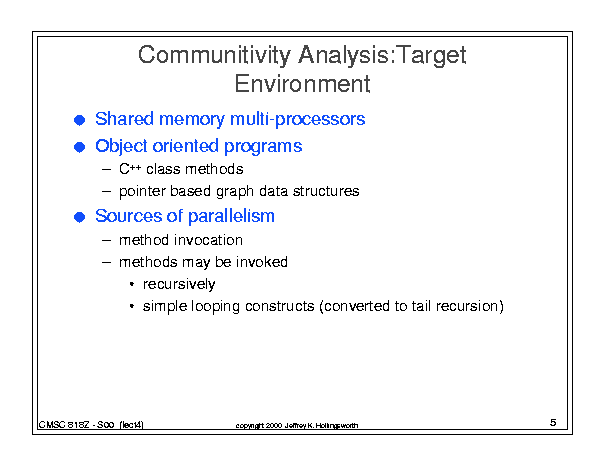 Communitivity Analysis:Target
Environment
● Shared memory multi-processors
● Object oriented programs
– C++ class methods
– pointer based graph data structures
● Sources of parallelism
– method invocation
– methods may be invoked
• recursively
• simple looping constructs (converted to tail recursion)
CMSC 818Z - S00 (lect4)
copyright 2000 Jeffrey K. Hollingsworth
5